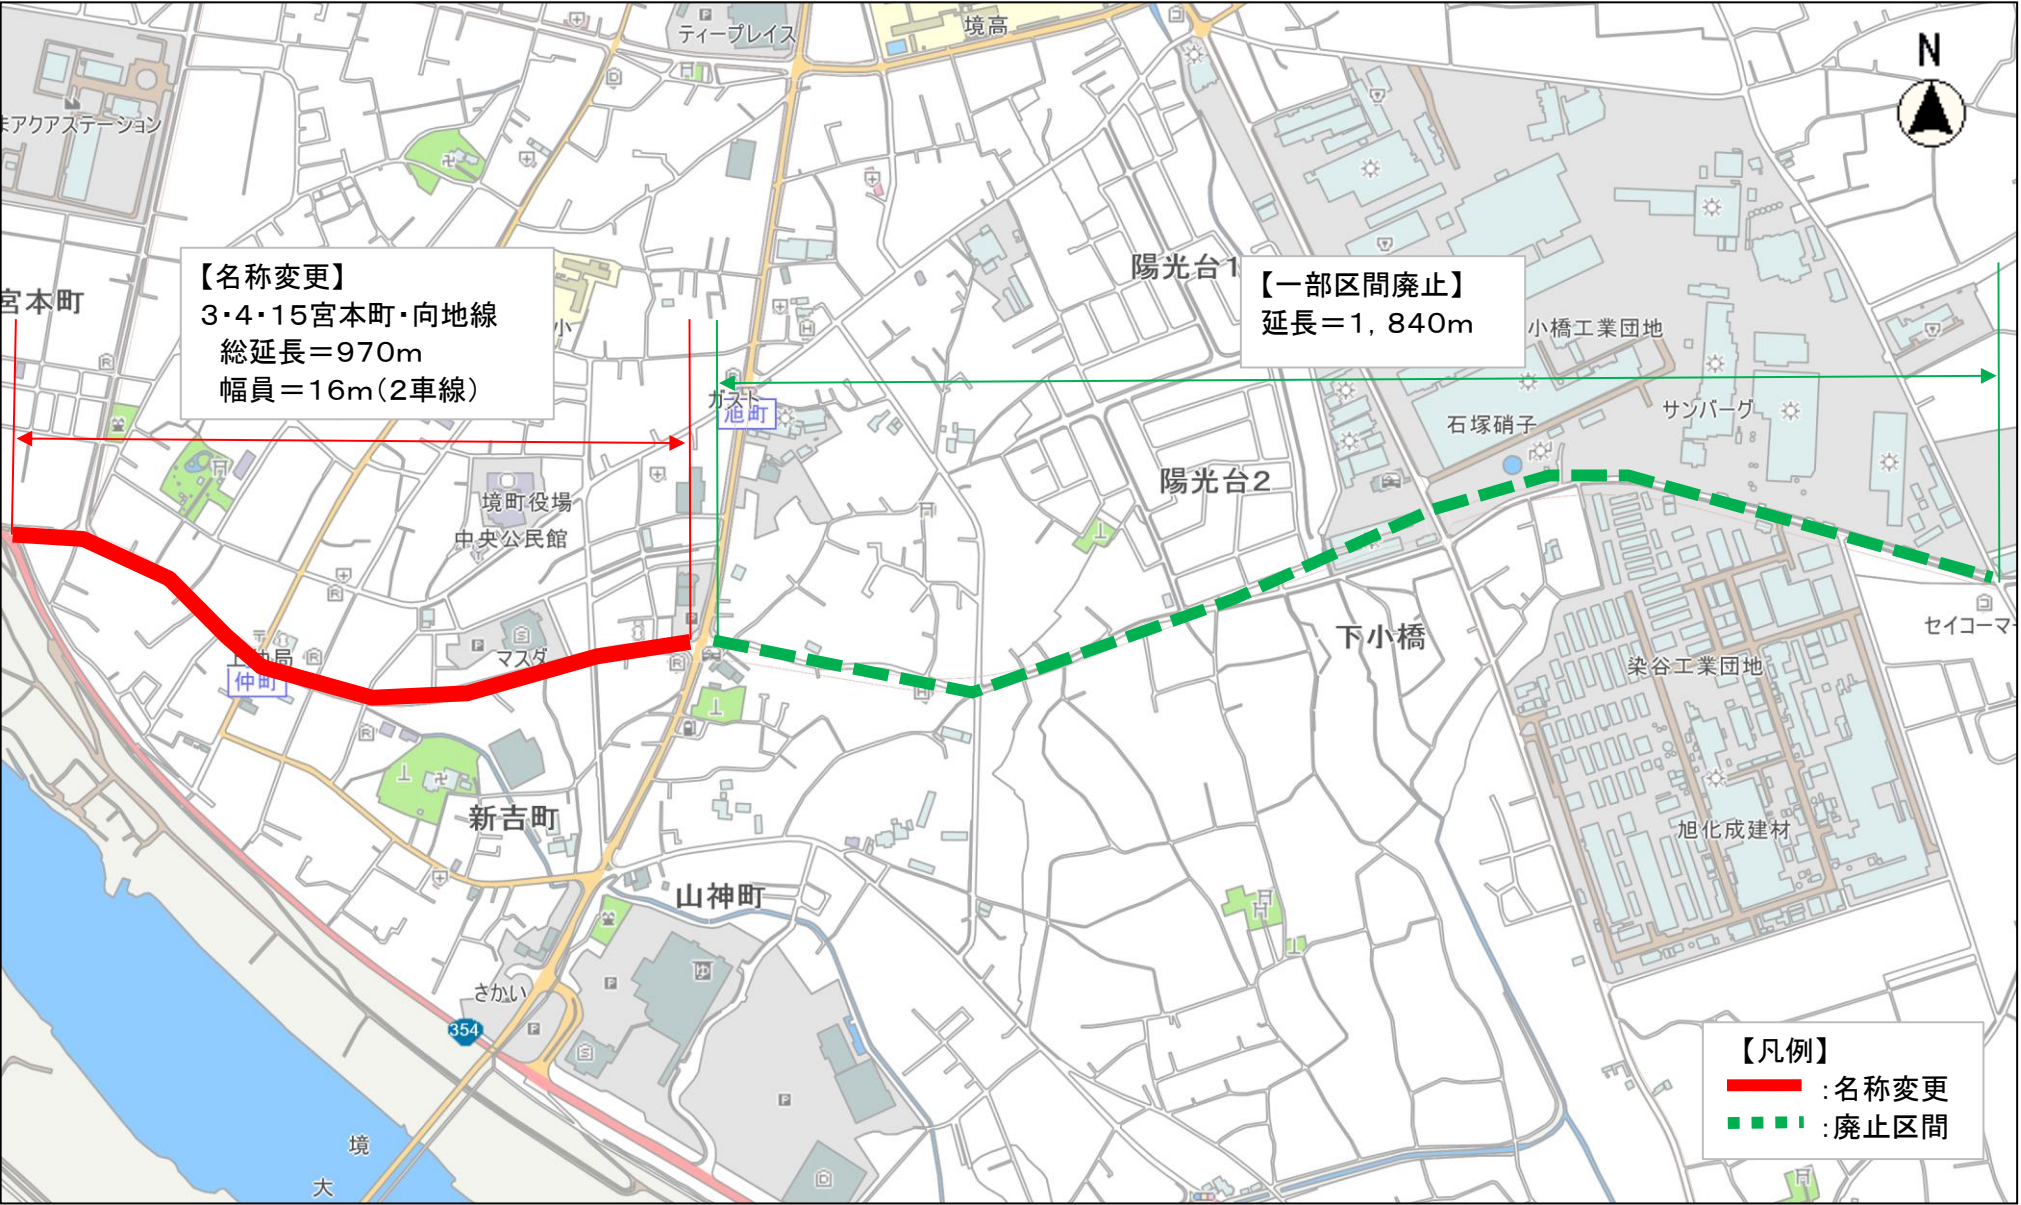 ティープレイス
境高
N
まアクアステーション
宮本町
【名称変更】
3・4・15宮本町・向地線
総延長=970m
幅員=16m(2車線)
小
陽光台1
【一部区間廃止】
延長=1，840m
小橋工業団地
ガスト
旭町
サンバーグ
石塚硝子
陽光台2
境町役場
中央公民館
セイコーマー
下小橋
マスダ
仲町
染谷工業団地
新吉町
旭化成建材
山神町
さかい
354
境
大
【凡例】
:名称変更
:廃止区間